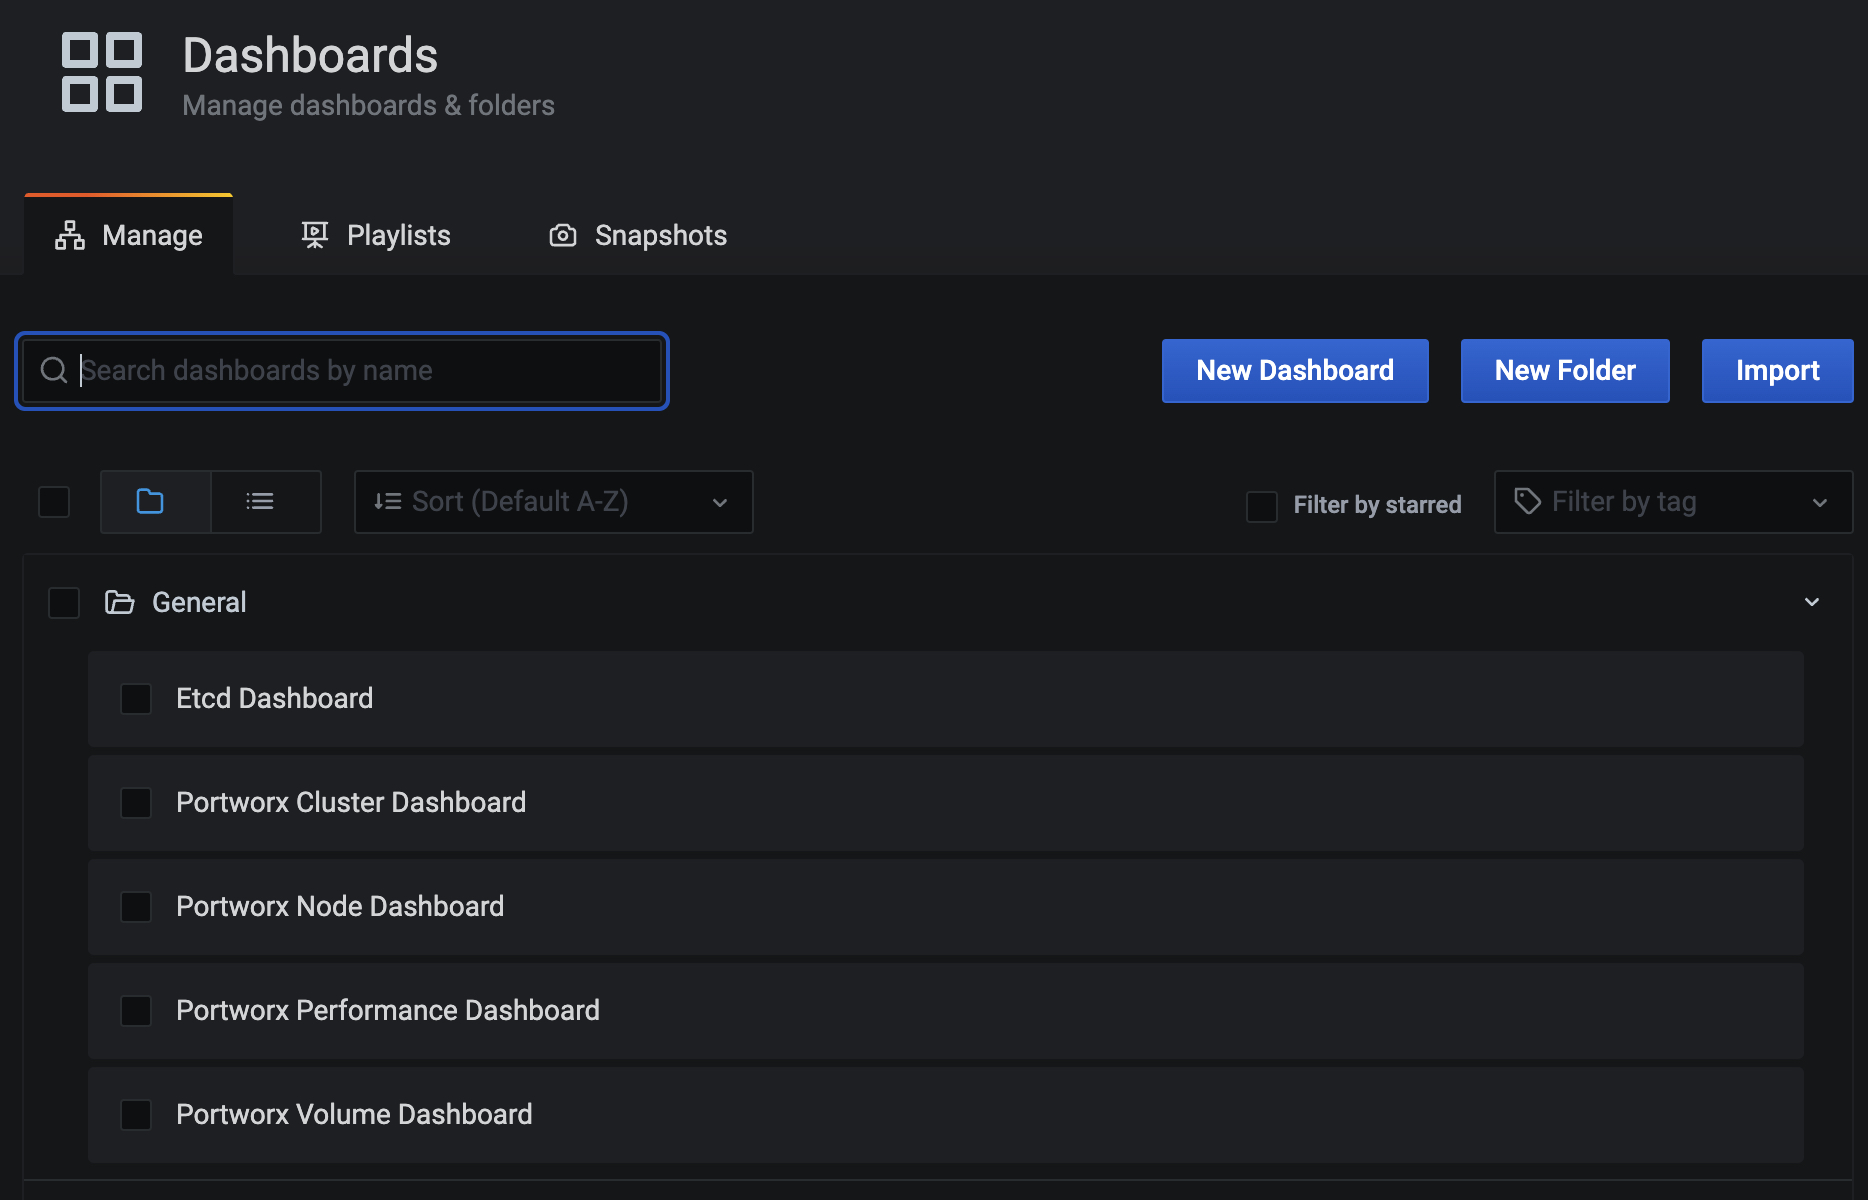 Dashboards
Manage dashboards & folders
Manage
Playlists
Snapshots
Search dashboards by name
New Dashboard
New Folder
Import
Sort (Default A-Z)
Filter by starred
Filter by tag
General
Etcd Dashboard
Portworx Cluster Dashboard
Portworx Node Dashboard
Portworx Performance Dashboard
Portworx Volume Dashboard